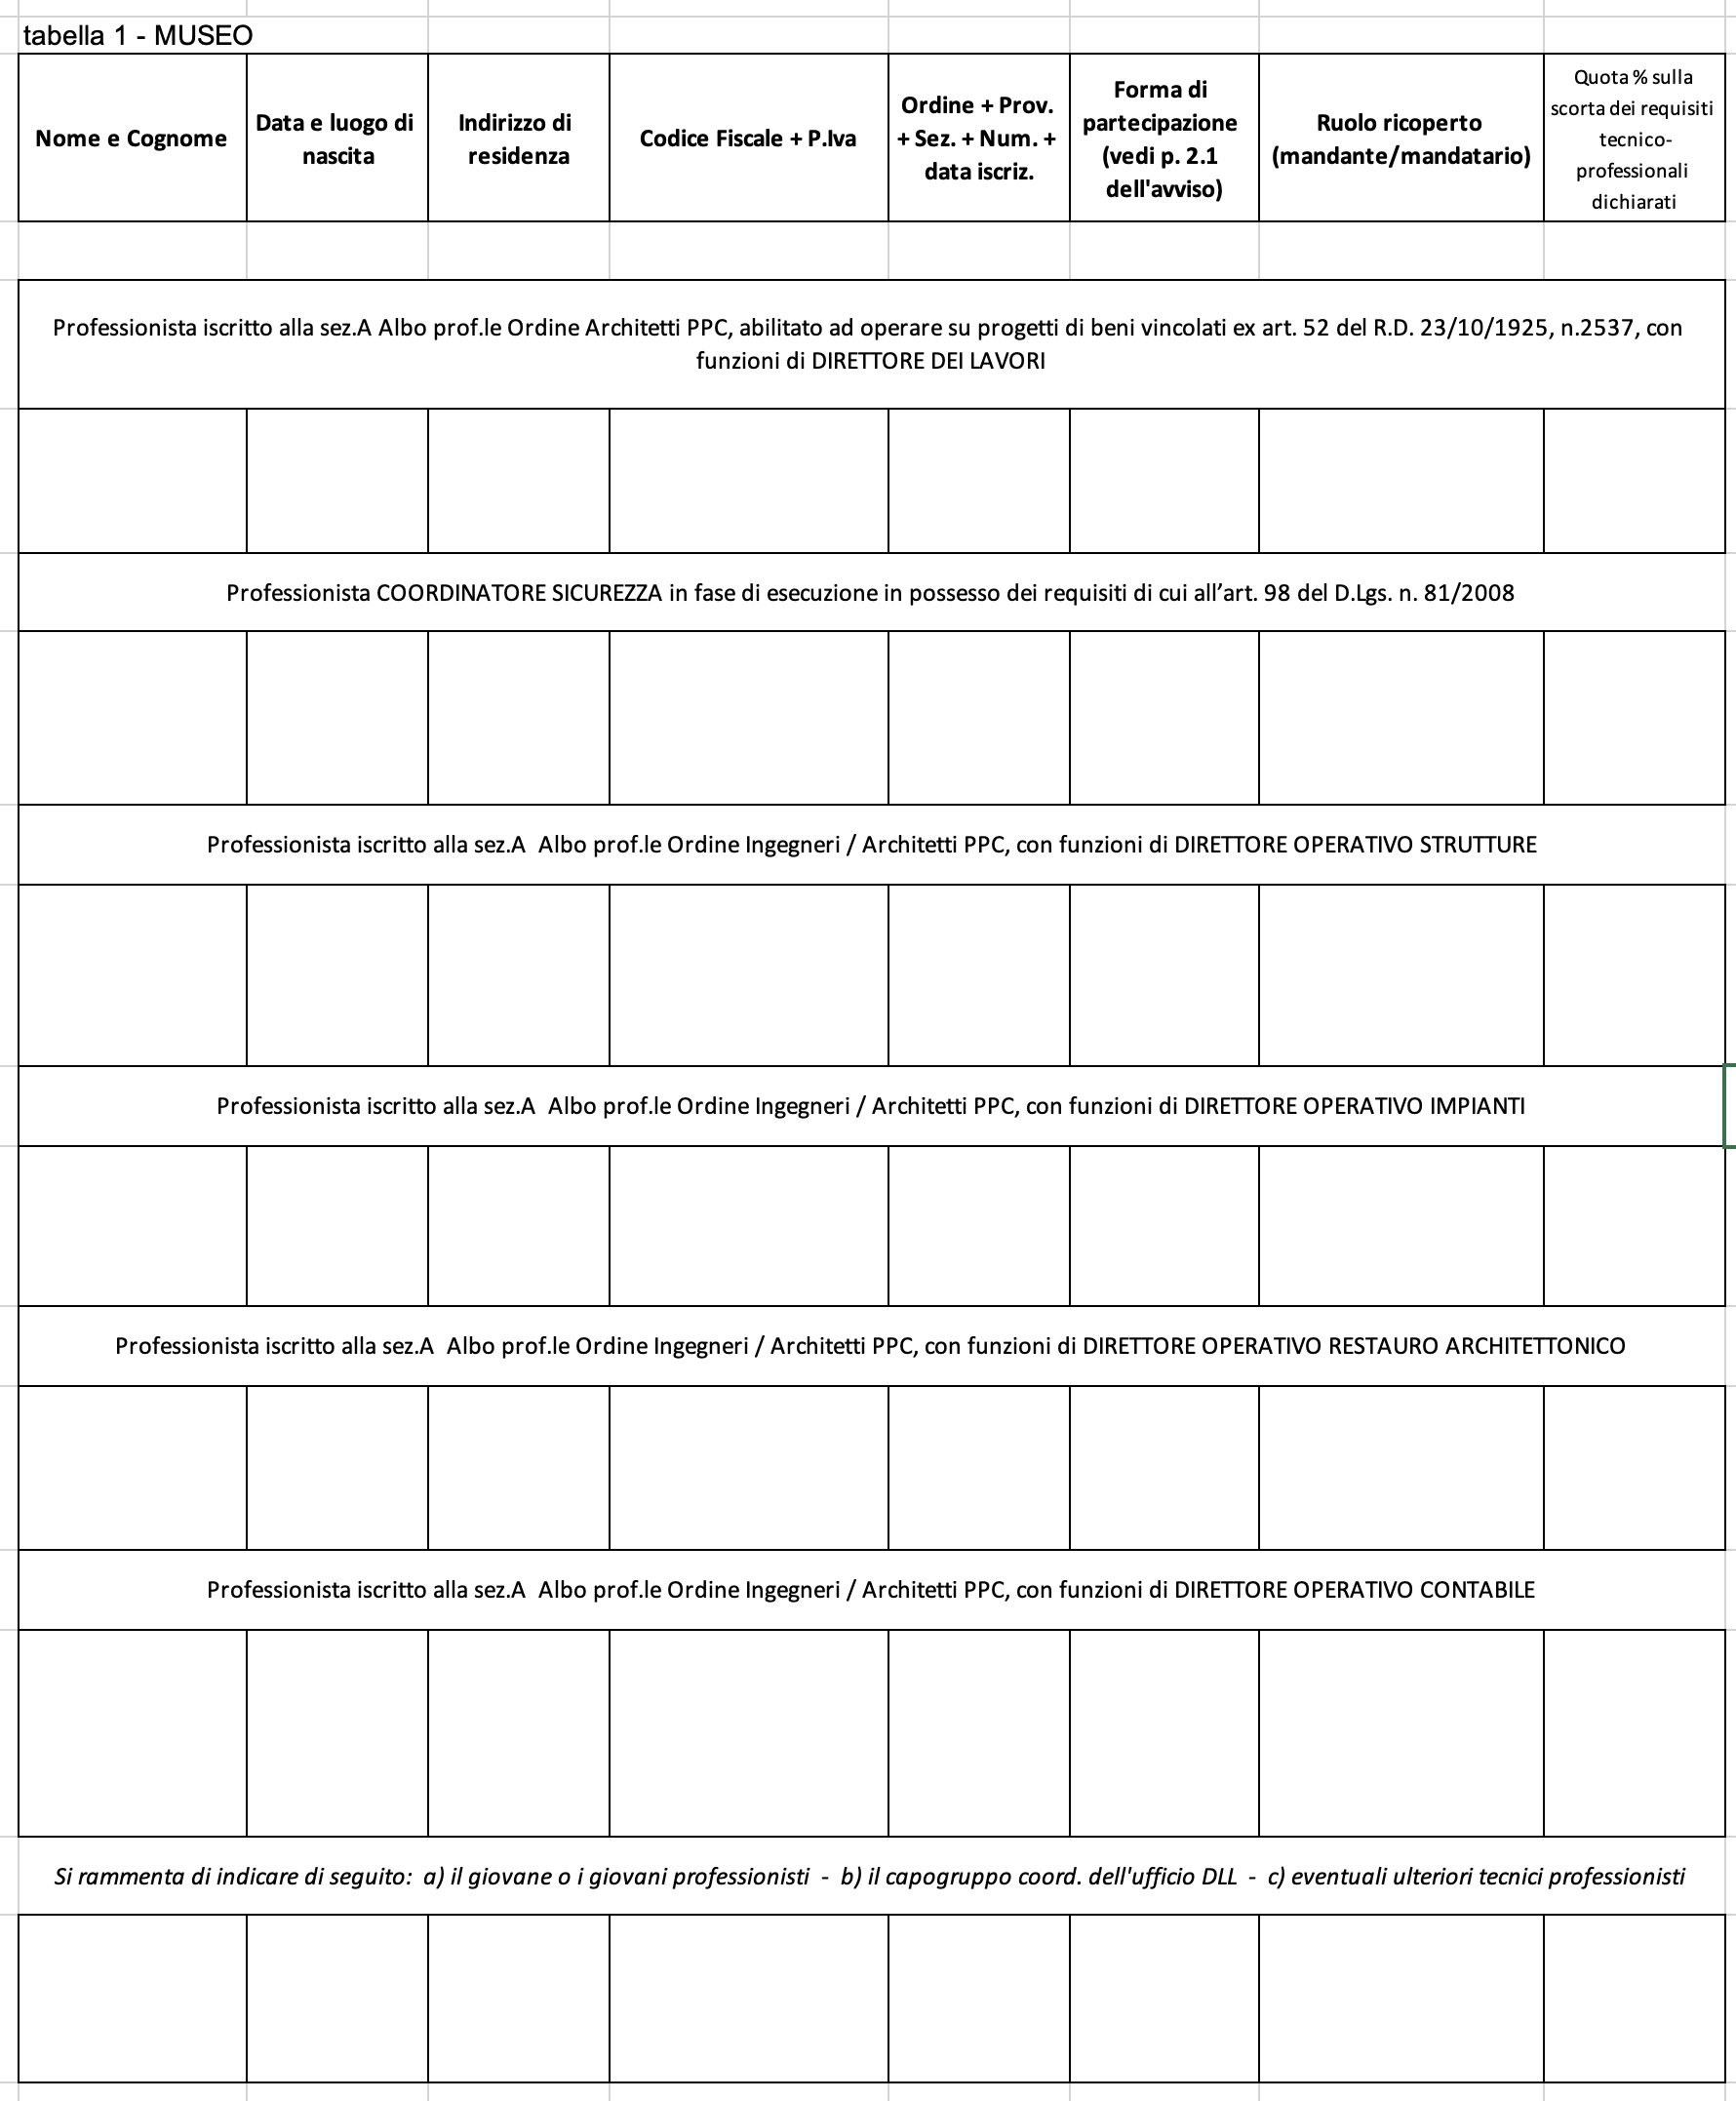 tabella 1 - MUSEO
Nome e Cognome
Data e luogo di
nascita
Indirizzo di
residenza
Codice Fiscale + P.Iva
Ordine + Prov.
+ Sez. + Num. +
data iscriz.
Forma di
partecipazione
(vedi p. 2.1
dell'avviso)
Ruolo ricoperto
(mandante/mandatario)
Quota % sulla
scorta dei requisiti
tecnico-
professionali
dichiarati
Professionista iscritto alla sez.A Albo prof.le Ordine Architetti PPC, abilitato ad operare su progetti di beni vincolati ex art. 52 del R.D. 23/10/1925, n.2537, con
funzioni di DIRETTORE DEI LAVORI
Professionista COORDINATORE SICUREZZA in fase di esecuzione in possesso dei requisiti di cui all’art. 98 del D.Lgs. n. 81/2008
Professionista iscritto alla sez.A  Albo prof.le Ordine Ingegneri / Architetti PPC, con funzioni di DIRETTORE OPERATIVO STRUTTURE
Professionista iscritto alla sez.A  Albo prof.le Ordine Ingegneri / Architetti PPC, con funzioni di DIRETTORE OPERATIVO IMPIANTI
Professionista iscritto alla sez.A  Albo prof.le Ordine Ingegneri / Architetti PPC, con funzioni di DIRETTORE OPERATIVO RESTAURO ARCHITETTONICO
Professionista iscritto alla sez.A  Albo prof.le Ordine Ingegneri / Architetti PPC, con funzioni di DIRETTORE OPERATIVO CONTABILE
Si rammenta di indicare di seguito:  a) il giovane o i giovani professionisti  -  b) il capogruppo coord. dell'ufficio DLL  -  c) eventuali ulteriori tecnici professionisti